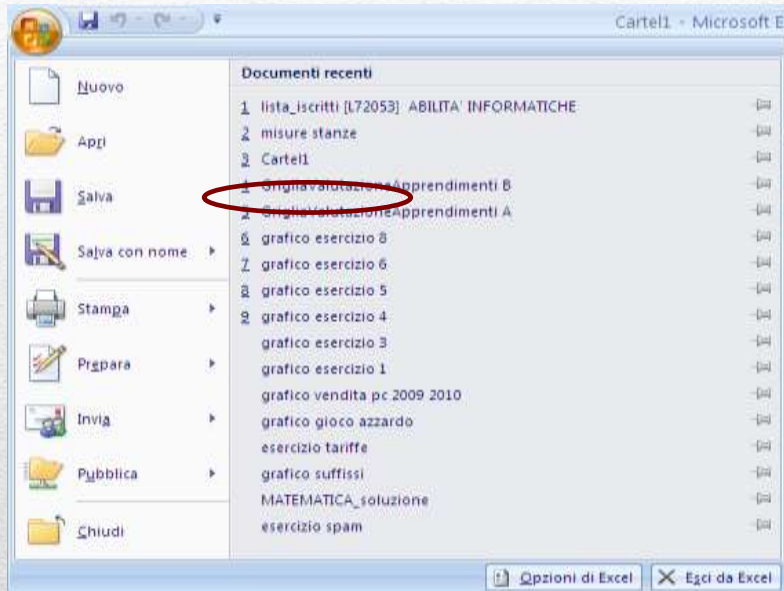 Cartel1 - Microsoft E
Nuovo
Apri
Salva
Salva con nome
Stampa
Prepara
Invia
Pubblica
Chiudi
Documenti recenti
1 lista_iscritti [L72053] ABILITA' INFORMATICHE
2 misure stanze
3 Cartel1
4 GrigliaValutazioneApprendimenti B
5 GrigliaValutazioneApprendimenti A
6 grafico esercizio 8
7 grafico esercizio 6
8 grafico esercizio 5
9 grafico esercizio 4
grafico esercizio 3
grafico esercizio 1
grafico vendita pc 2009 2010
grafico gioco azzardo
esercizio tariffe
grafico suffissi
MATEMATICA_soluzione
esercizio spam
Opzioni di Excel
Esci da Excel